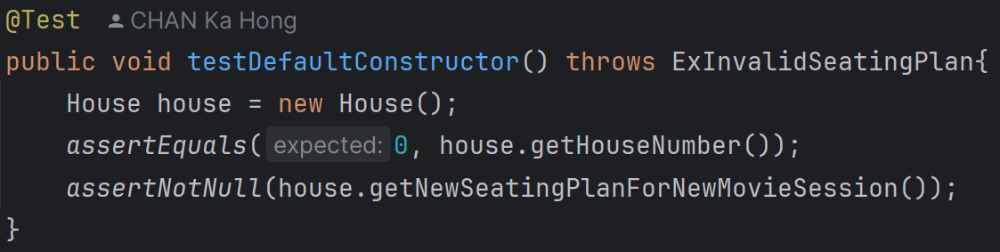 @Test CHAN Ka Hong
public void testDefaultConstructor() throws ExInvalidSeatingPlan{
    House house = new House();
    assertEquals( expected: 0, house.getHouseNumber());
    assertNotNull(house.getNewSeatingPlanForNewMovieSession());
}